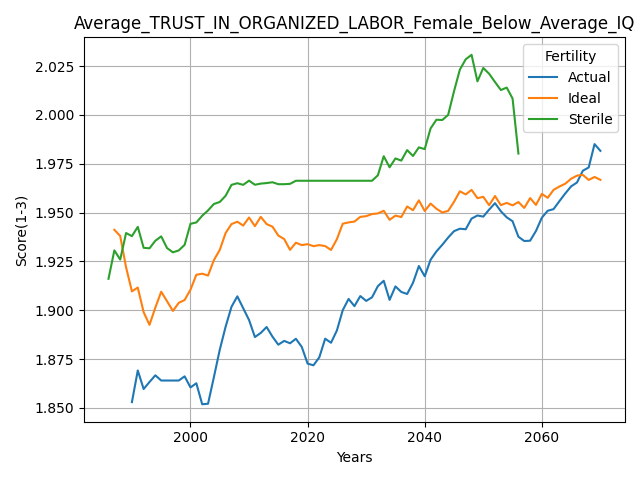 Average_TRUST_IN_ORGANIZED_LABOR_Female_Below_Average_IQ
Fertility
Actual
Ideal
Sterile
Score(1-3)
2.025
2.000
1.975
1.950
1.925
1.900
1.875
1.850
2000 2020 2040 2060
Years